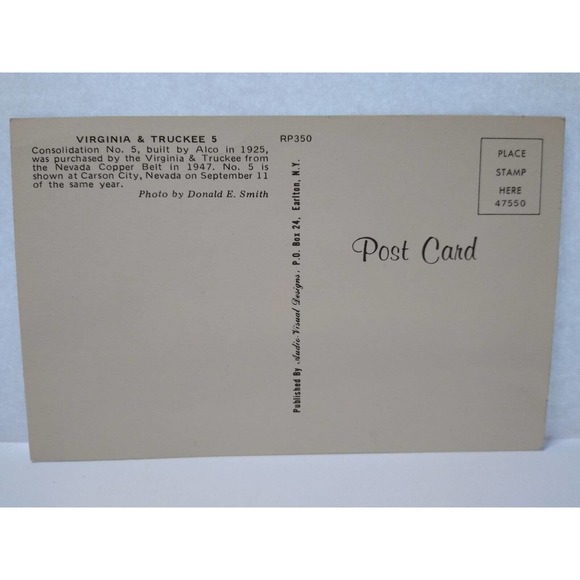 VIRGINIA & TRUCKEE 5
Consolidation No. 5, built by Alco in 1925,
was purchased by the Virginia & Truckee from
the Nevada Copper Belt in 1947. No. 5 is
shown at Carson City, Nevada on September 11
of the same year.
Photo by Donald E. Smith
RP350
Published By Audio-Visual Designs, P.O. Box 24, Earlton, N.Y.
PLACE
STAMP
HERE
47550
Post Card